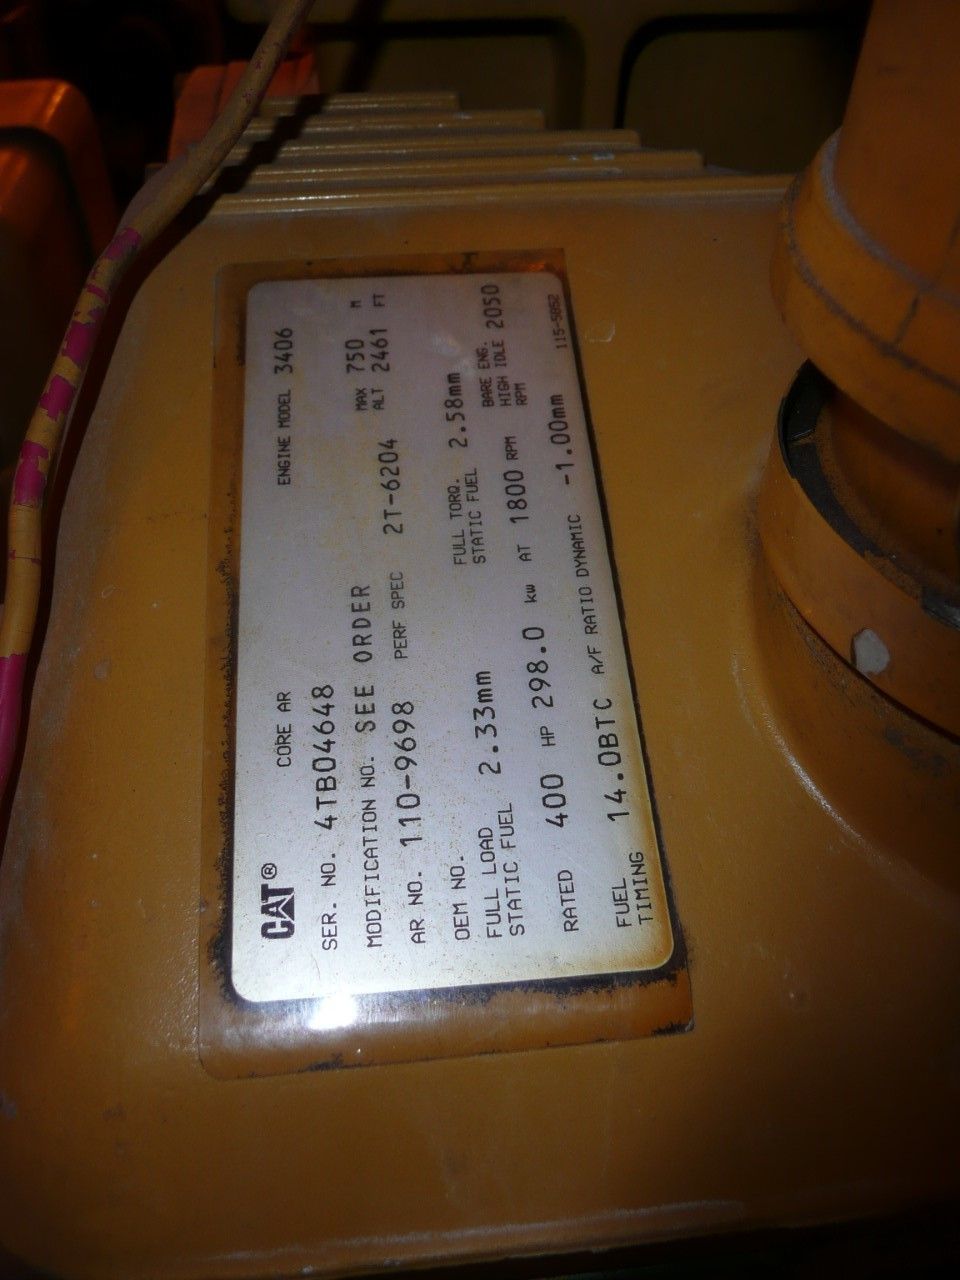 CAT® CORE AR ENGINE MODEL 3406
SER. NO. 4TB04648
MODIFICATION NO. SEE ORDER MAX 750 M
AR NO. 110-9698 PERF SPEC 2T-6204 ALT 2461 FT
OEM NO.
FULL LOAD FULL TORQ.
STATIC FUEL 2.33mm STATIC FUEL 2.58mm
BARE ENG.
HIGH IDLE 2050
RATED 400 HP 298.0 kw AT 1800 RPM RPM
FUEL
TIMING 14.0BTC A/F RATIO DYNAMIC -1.00mm
115-5852